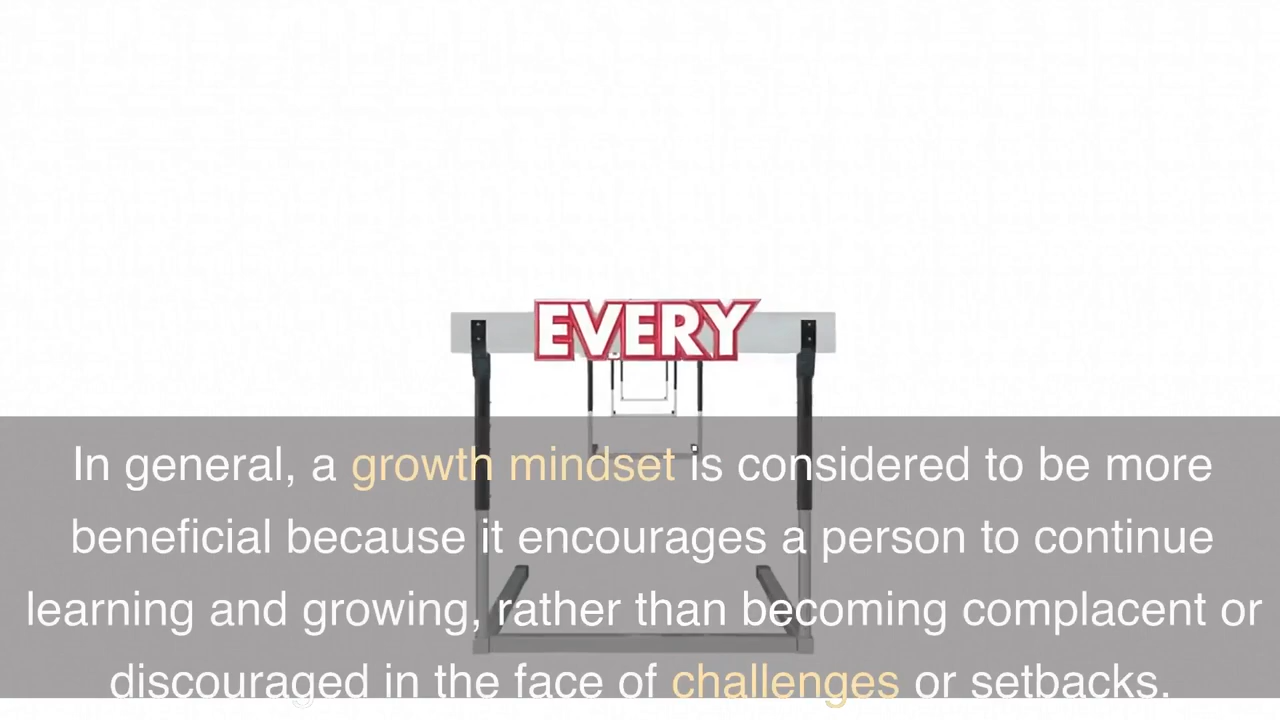 EVERY
In general, a growth mindset is considered to be more
beneficial because it encourages a person to continue
learning and growing, rather than becoming complacent or
discouraged in the face of challenges or setbacks.